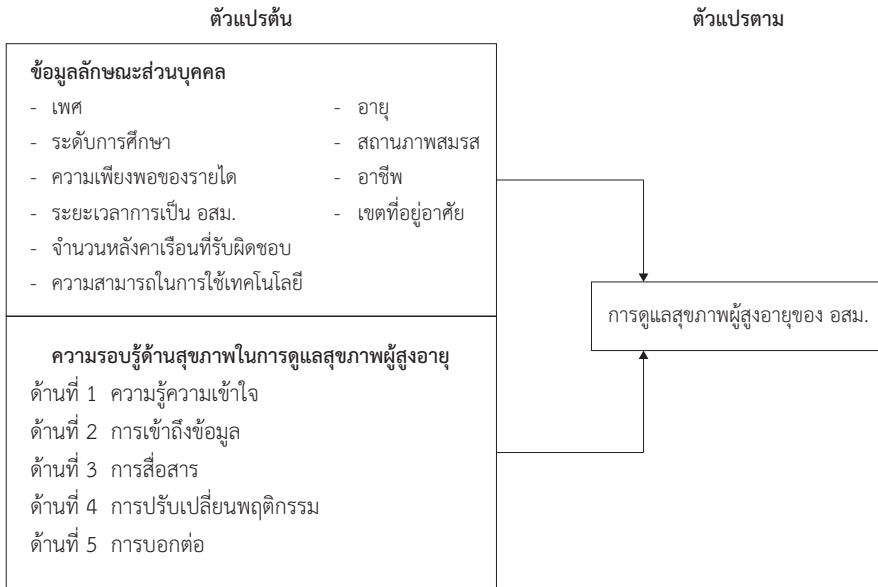 ตัวแปรต้น ตัวแปรตาม
ข้อมูลลักษณะส่วนบุคคล
- เพศ - อายุ
- ระดับการศึกษา - สถานภาพสมรส
- ความเพียงพอของรายได - อาชีพ
- ระยะเวลาการเป็น อสม. - เขตที่อยู่อาศัย
- จำนวนหลังคาเรือนที่รับผิดชอบ
- ความสามารถในการใช้เทคโนโลยี
การดูแลสุขภาพผู้สูงอายุของ อสม.
ความรอบรู้ด้านสุขภาพในการดูแลสุขภาพผู้สูงอายุ
ด้านที่ 1 ความรู้ความเข้าใจ
ด้านที่ 2 การเข้าถึงข้อมูล
ด้านที่ 3 การสื่อสาร
ด้านที่ 4 การปรับเปลี่ยนพฤติกรรม
ด้านที่ 5 การบอกต่อ